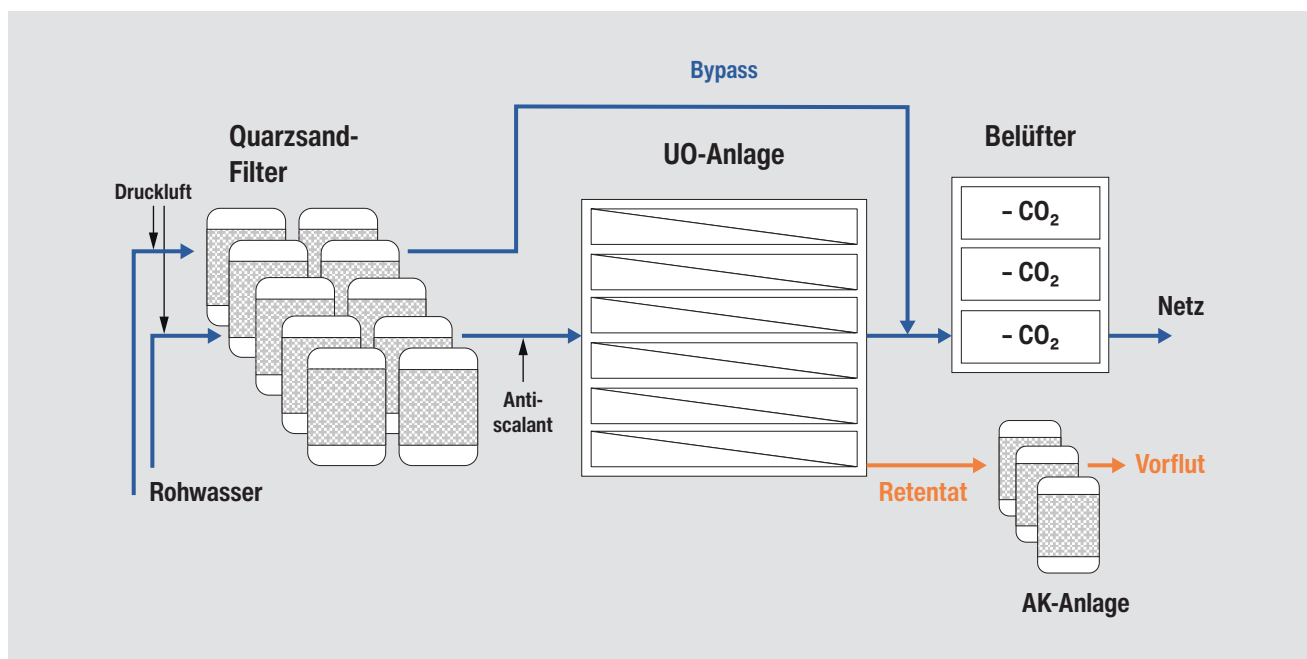 Bypass
Quarzsand-
Filter
UO-Anlage
Belüfter
Druckluft
– CO₂
– CO₂
– CO₂
Netz
Anti-
scalant
Rohwasser
Retentat
Vorflut
AK-Anlage